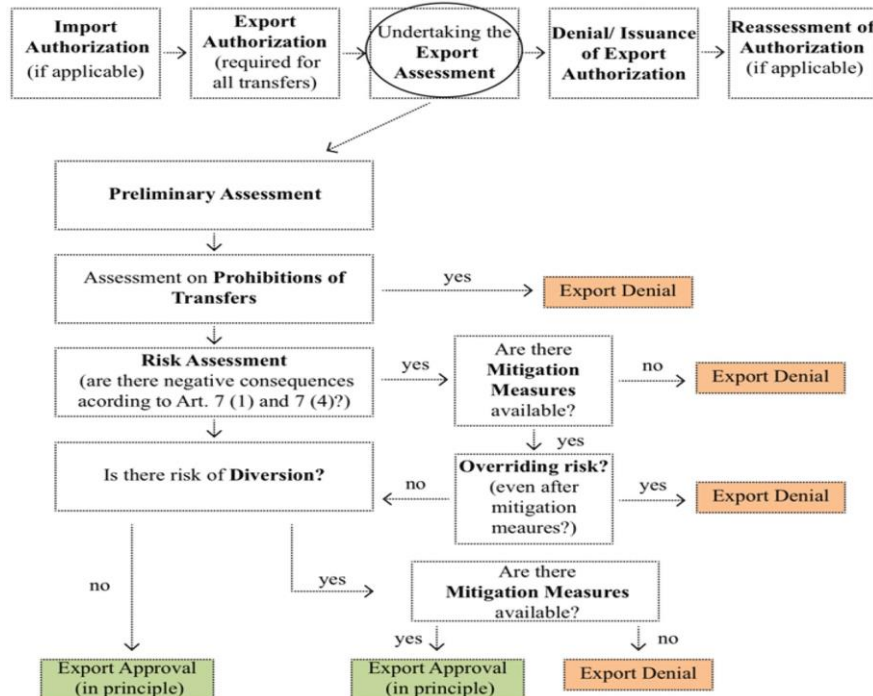 Import
Authorization
(if applicable)
Export
Authorization
(required for
all transfers)
Undertaking the
Export
Assessment
Denial/ Issuance
of Export
Authorization
Reassessment of
Authorization
(if applicable)
Preliminary Assessment
Assessment on Prohibitions of
Transfers
yes
Export Denial
Risk Assessment
(are there negative consequences
acording to Art. 7 (1) and 7 (4)?)
yes
Are there
Mitigation
Measures
available?
no
Export Denial
yes
Is there risk of Diversion?
no
Overriding risk?
(even after
mitigation
meaures?)
yes
Export Denial
no
yes
Are there
Mitigation Measures
available?
yes
no
Export Approval
(in principle)
Export Approval
(in principle)
Export Denial